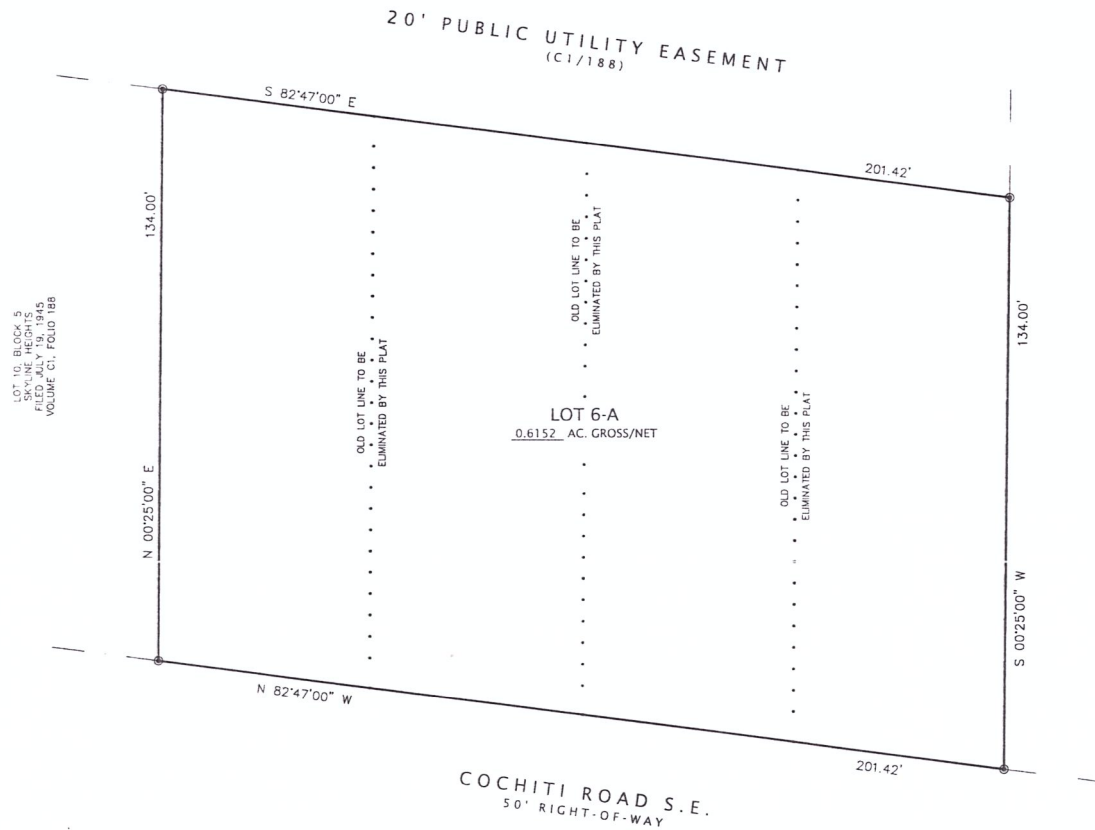 20' PUBLIC UTILITY EASEMENT
(C1/188)
S 82°47'00" E
201.42'
134.00'
134.00'
LOT 10, BLOCK 5
SKYLINE HEIGHTS
FILED JULY 19, 1945
VOLUME C1, FOLIO 188
OLD LOT LINE TO BE
ELIMINATED BY THIS PLAT
OLD LOT LINE TO BE
ELIMINATED BY THIS PLAT
OLD LOT LINE TO BE
ELIMINATED BY THIS PLAT
LOT 6-A
0.6152 AC. GROSS/NET
N 00°25'00" E
S 00°25'00" W
N 82°47'00" W
201.42'
COCHITI ROAD S.E.
50' RIGHT-OF-WAY